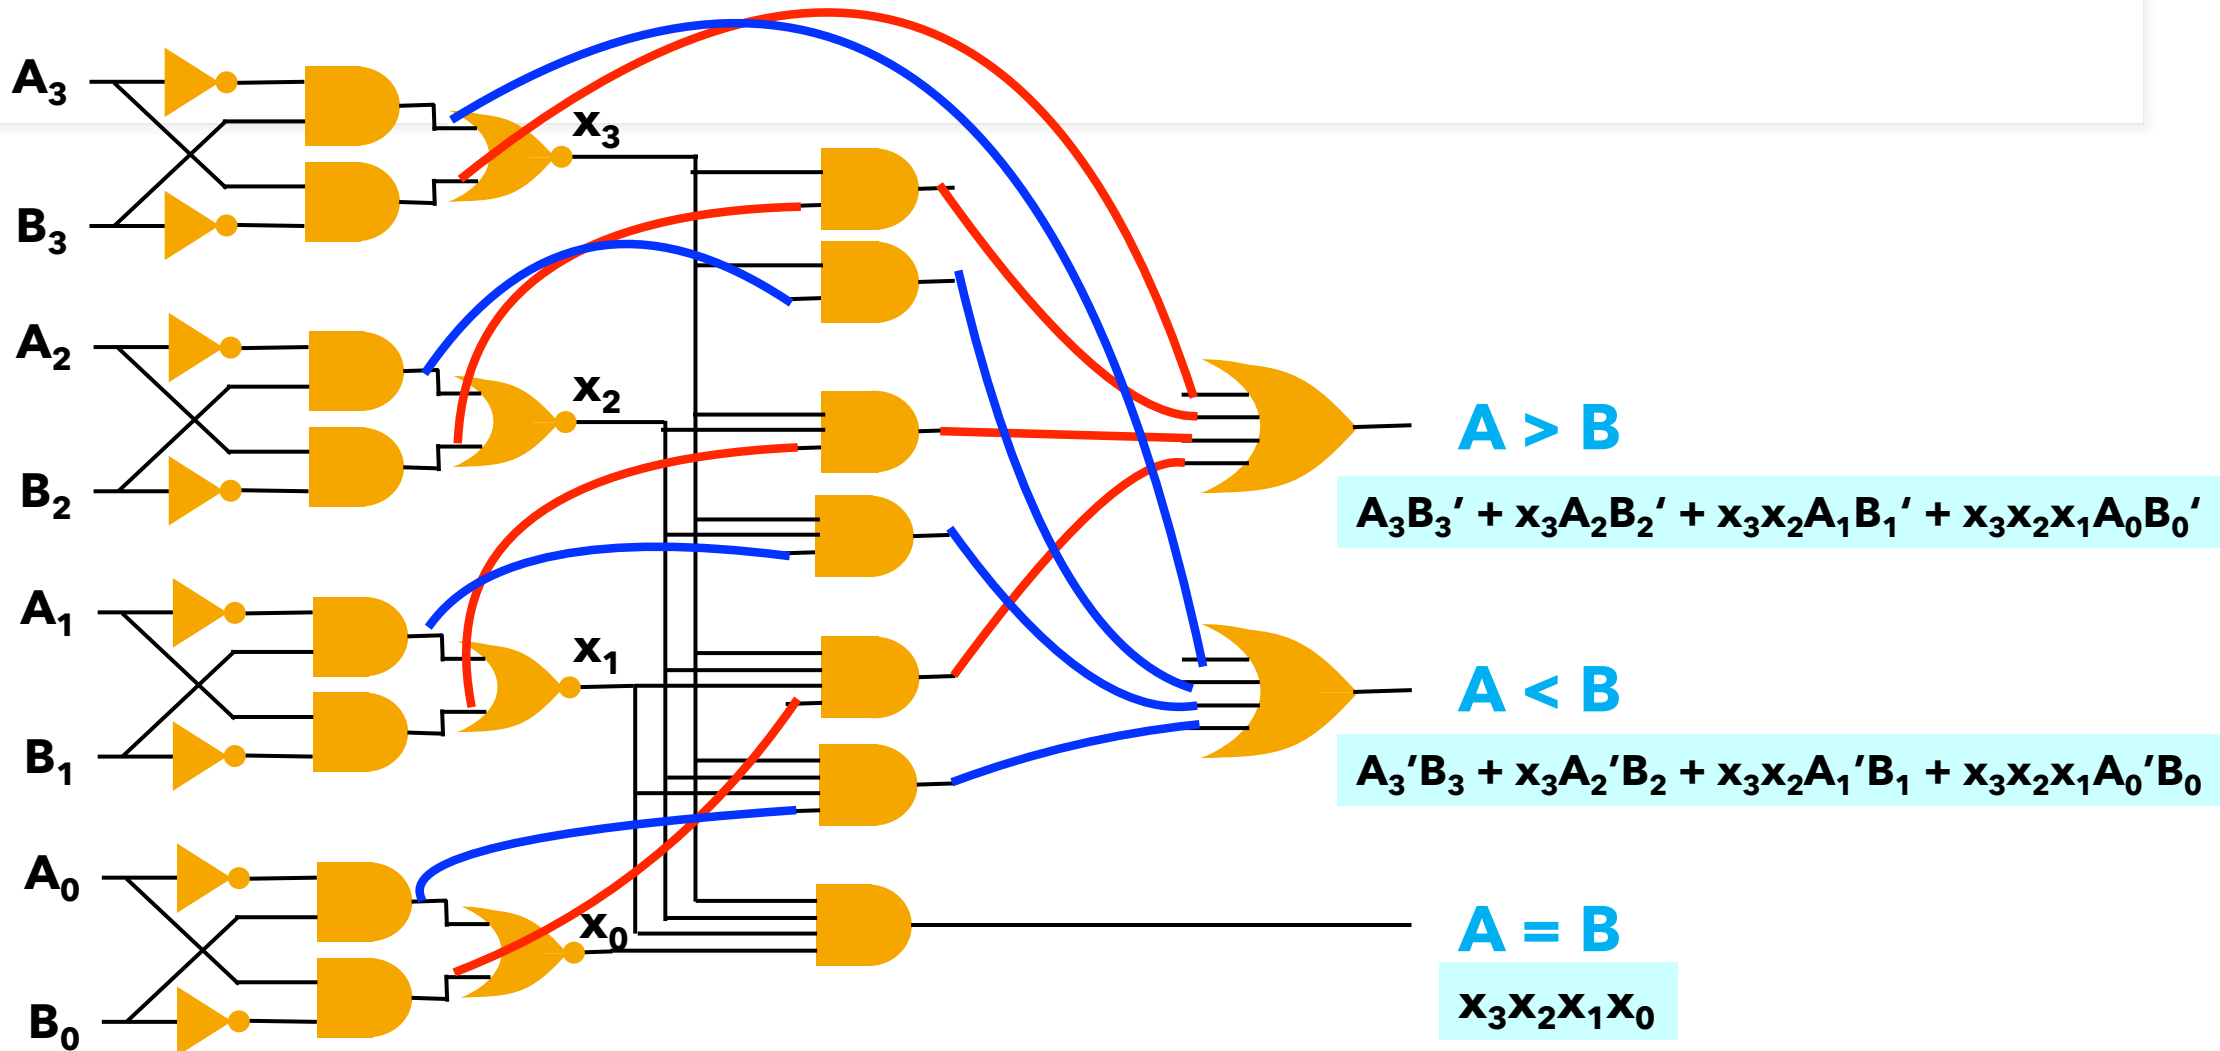 A₃
x₃
B₃
A₂
x₂
B₂
A > B
A₃B₃′ + x₃A₂B₂‘ + x₃x₂A₁B₁‘ + x₃x₂x₁A₀B₀‘
A₁
x₁
B₁
A < B
A₃′B₃ + x₃A₂′B₂ + x₃x₂A₁′B₁ + x₃x₂x₁A₀′B₀
A₀
x₀
B₀
A = B
x₃x₂x₁x₀